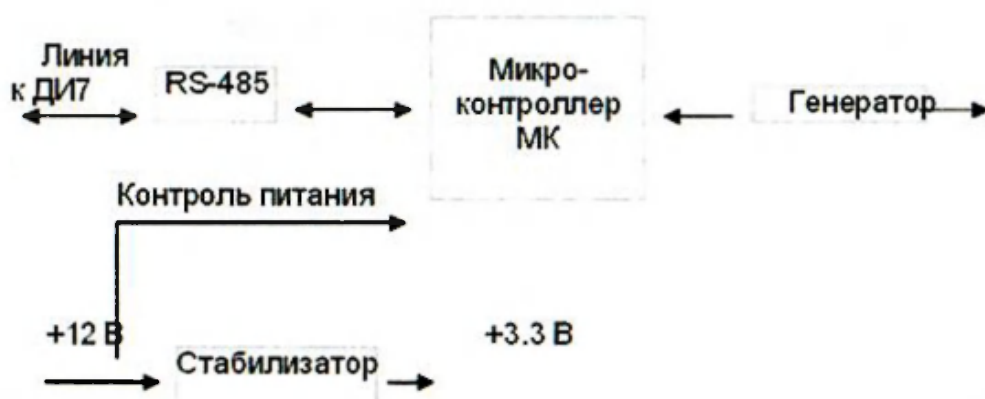 Линия
к ДИ7
RS-485
Микро-
контроллер
МК
Генератор
Контроль питания
+12 В
+3.3 В
Стабилизатор